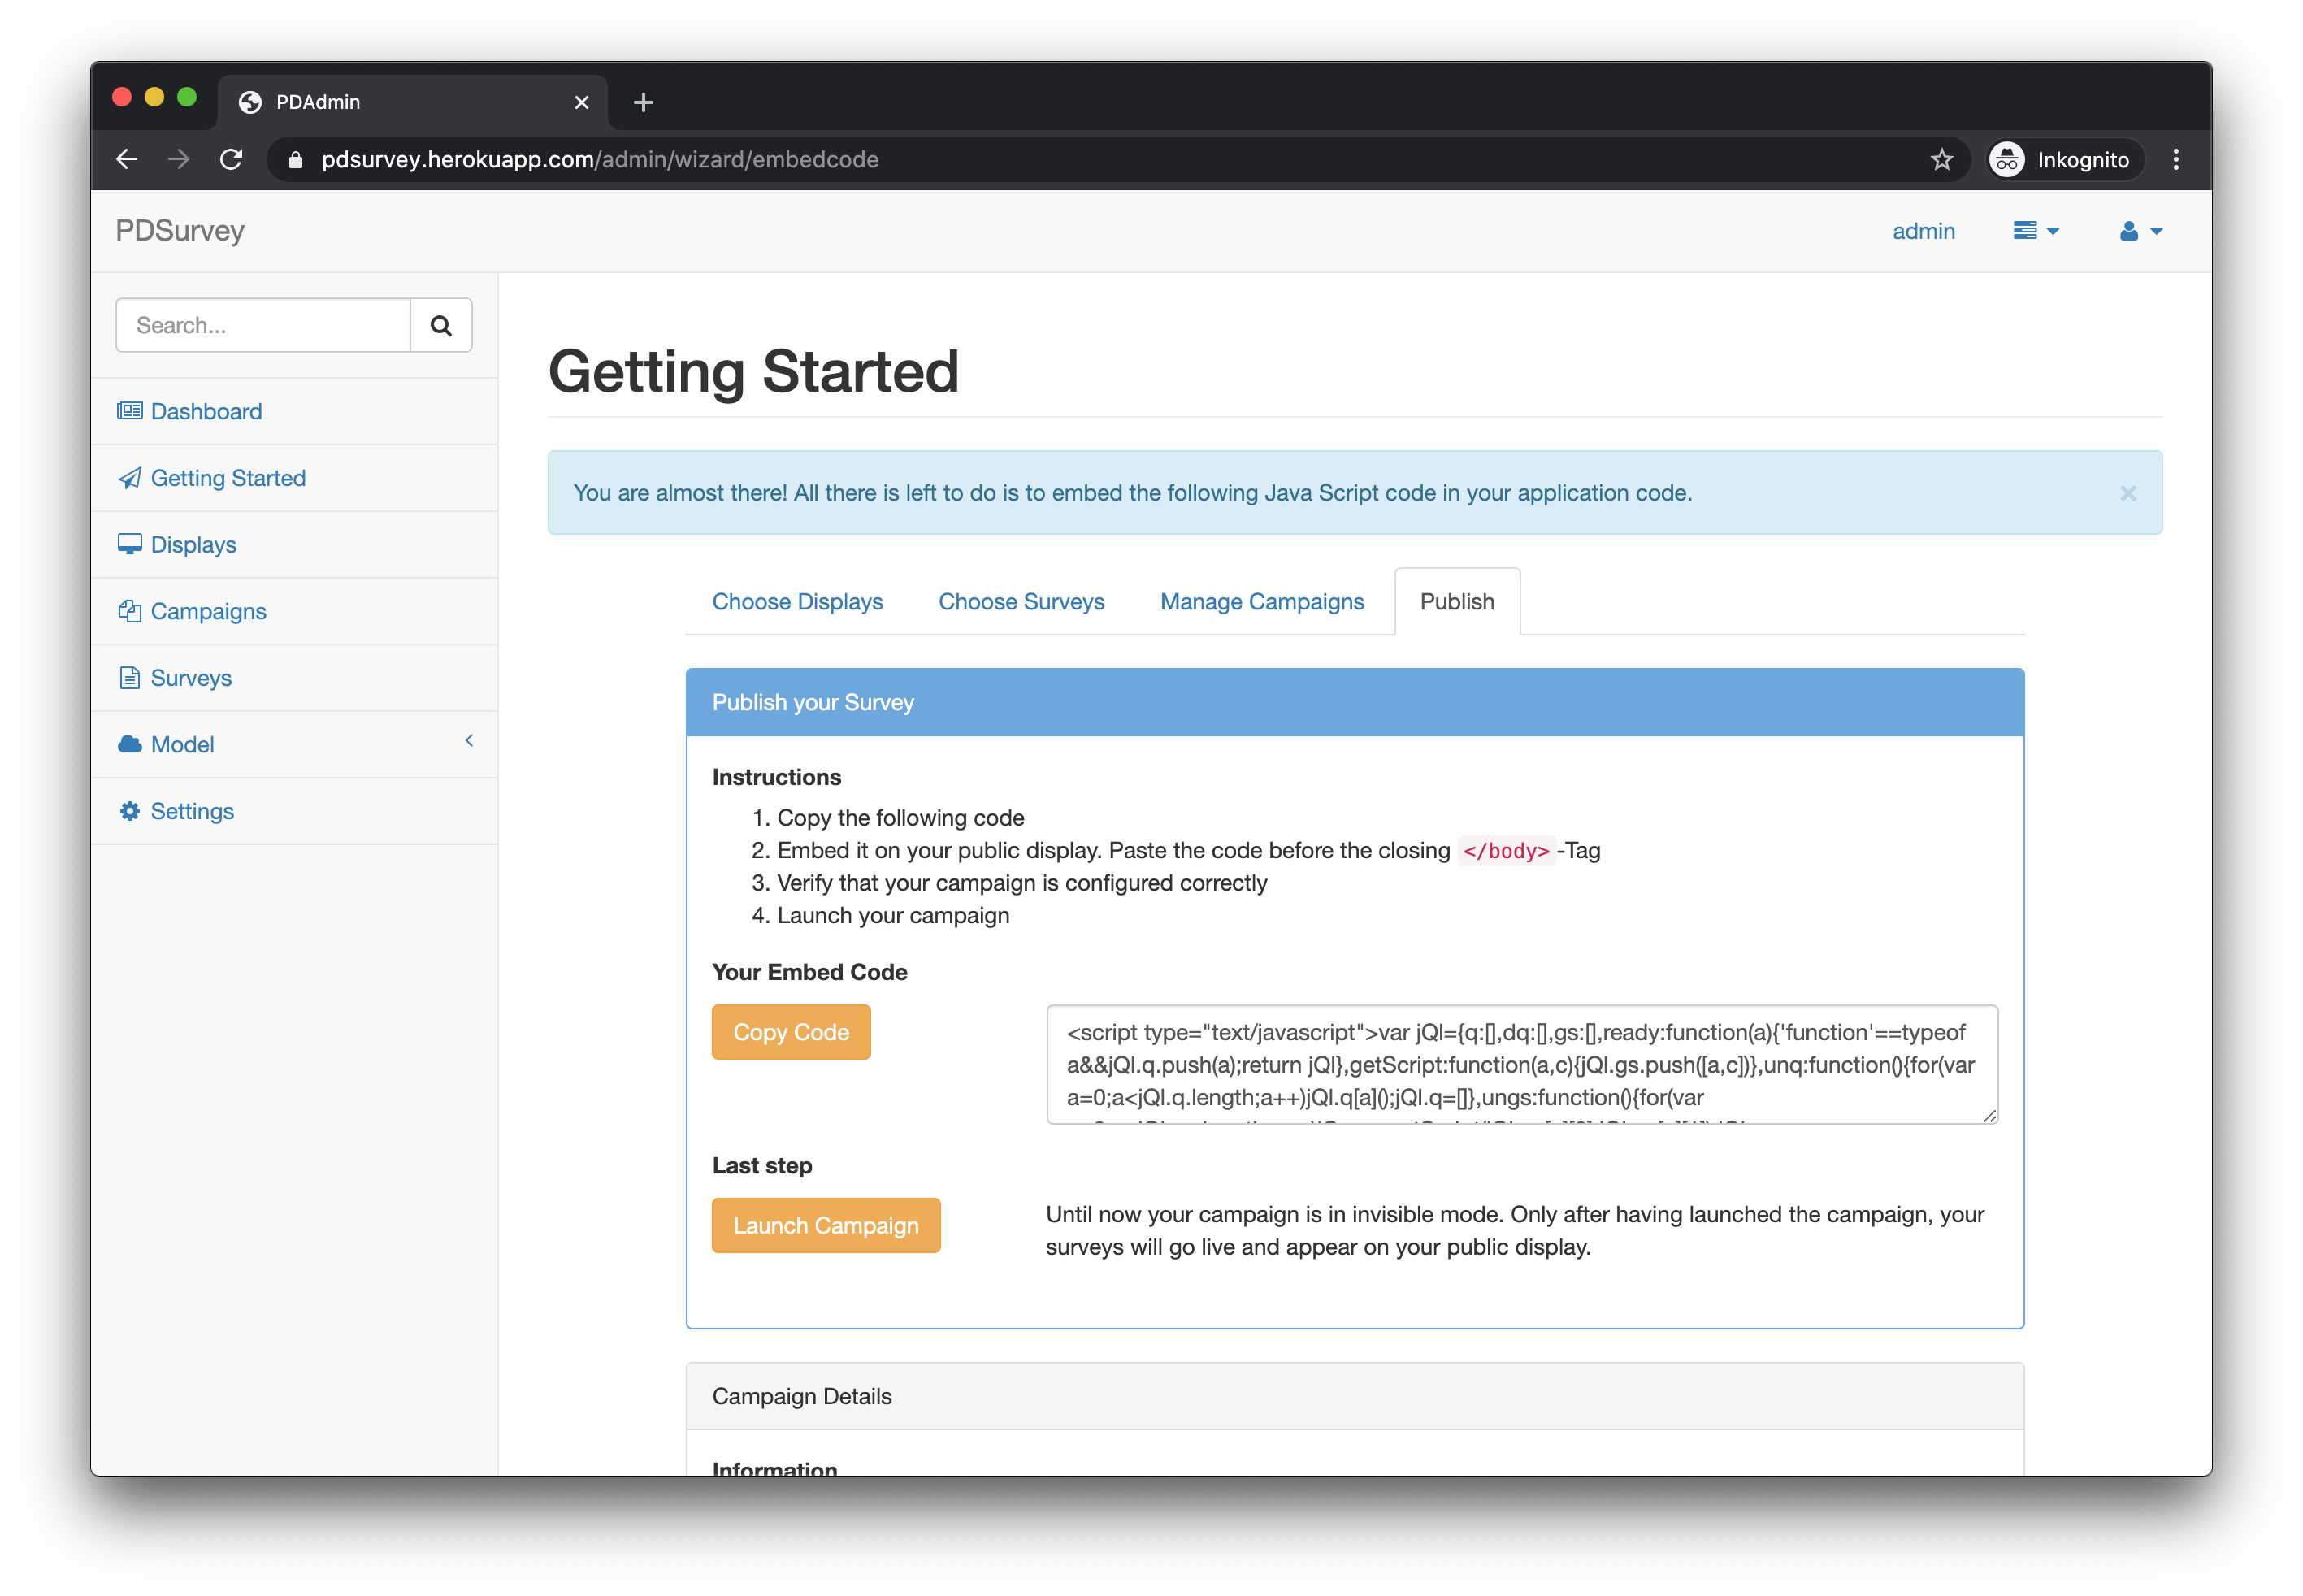 PDAdmin
pdsurvey.herokuapp.com/admin/wizard/embedcode
Inkognito
PDSurvey
admin
Search...
Dashboard
Getting Started
Displays
Campaigns
Surveys
Model
Settings
Getting Started
You are almost there! All there is left to do is to embed the following Java Script code in your application code.
Choose Displays
Choose Surveys
Manage Campaigns
Publish
Publish your Survey
Instructions
1. Copy the following code
2. Embed it on your public display. Paste the code before the closing </body>-Tag
3. Verify that your campaign is configured correctly
4. Launch your campaign
Your Embed Code
Copy Code
<script type="text/javascript">var jQl={q:[],dq:[],gs:[],ready:function(a){'function'==typeof
a&&jQl.q.push(a);return jQl},getScript:function(a,c){jQl.gs.push([a,c])},unq:function(){for(var
a=0;a<jQl.q.length;a++)jQl.q[a]();jQl.q=[]},ungs:function(){for(var
Last step
Launch Campaign
Until now your campaign is in invisible mode. Only after having launched the campaign, your
surveys will go live and appear on your public display.
Campaign Details
Information